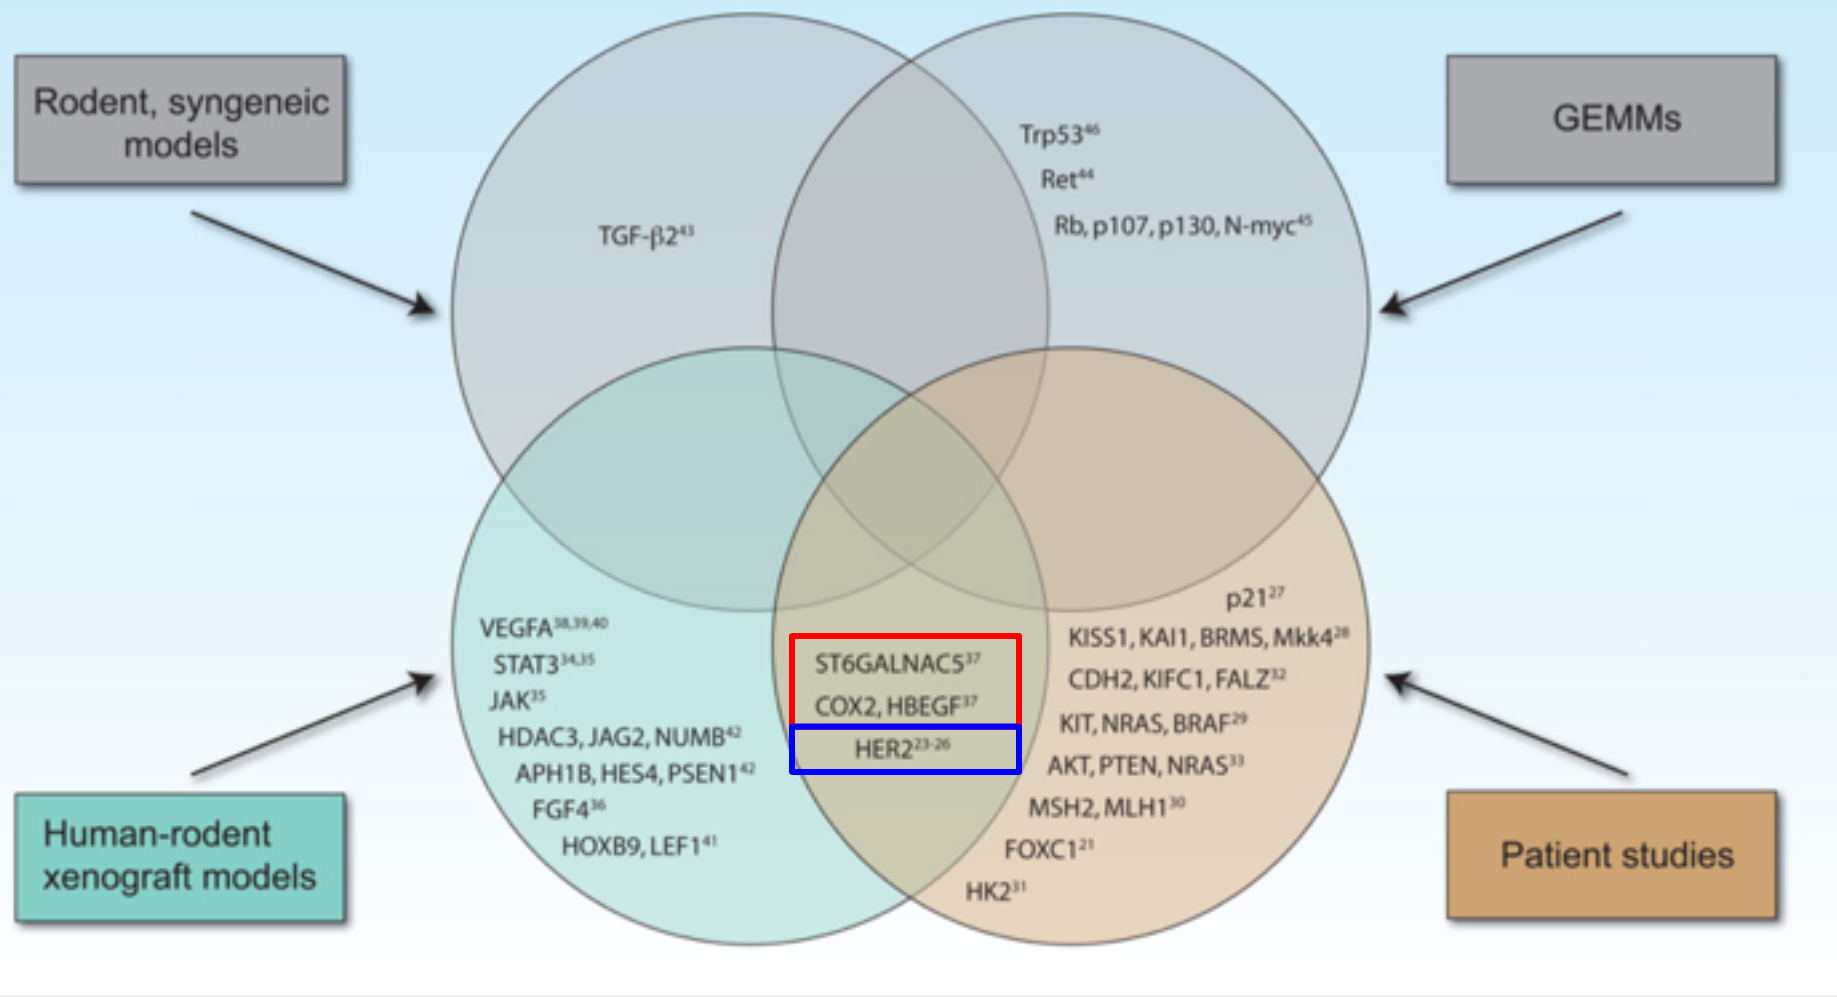 Rodent, syngeneic
models
GEMMs
Trp53⁴⁶
Ret⁴⁴
Rb, p107, p130, N-myc⁴⁵
TGF-β2⁴³
VEGFA³⁸,³⁹,⁴⁰
STAT3³⁴,³⁵
JAK³⁵
HDAC3, JAG2, NUMB⁴²
APH1B, HES4, PSEN1⁴²
FGF4³⁶
HOXB9, LEF1⁴¹
ST6GALNAC5³⁷
COX2, HBEGF³⁷
HER2²³⁻²⁶
p21²⁷
KISS1, KAI1, BRMS, Mkk4²⁸
CDH2, KIFC1, FALZ³²
KIT, NRAS, BRAF²⁹
AKT, PTEN, NRAS³³
MSH2, MLH1³⁰
FOXC1²¹
HK2³¹
Human-rodent
xenograft models
Patient studies